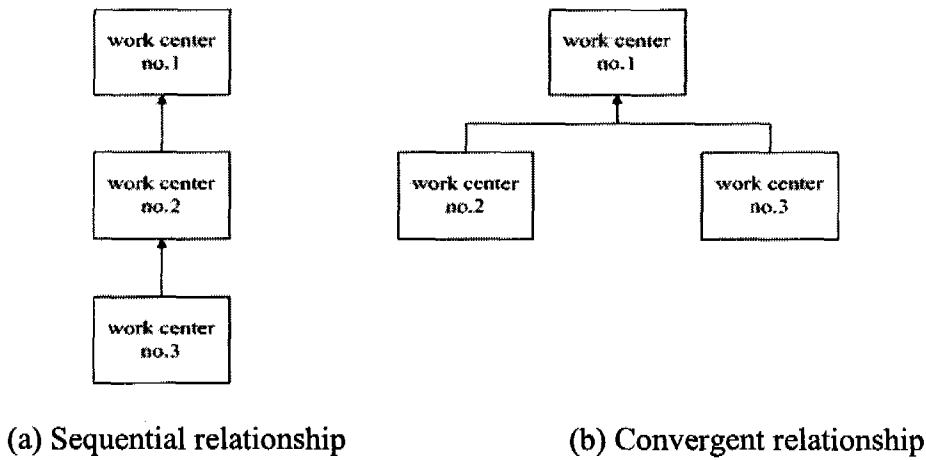 work center
no.1
work center
no.2
work center
no.3
(a) Sequential relationship
work center
no.1
work center
no.2
work center
no.3
(b) Convergent relationship